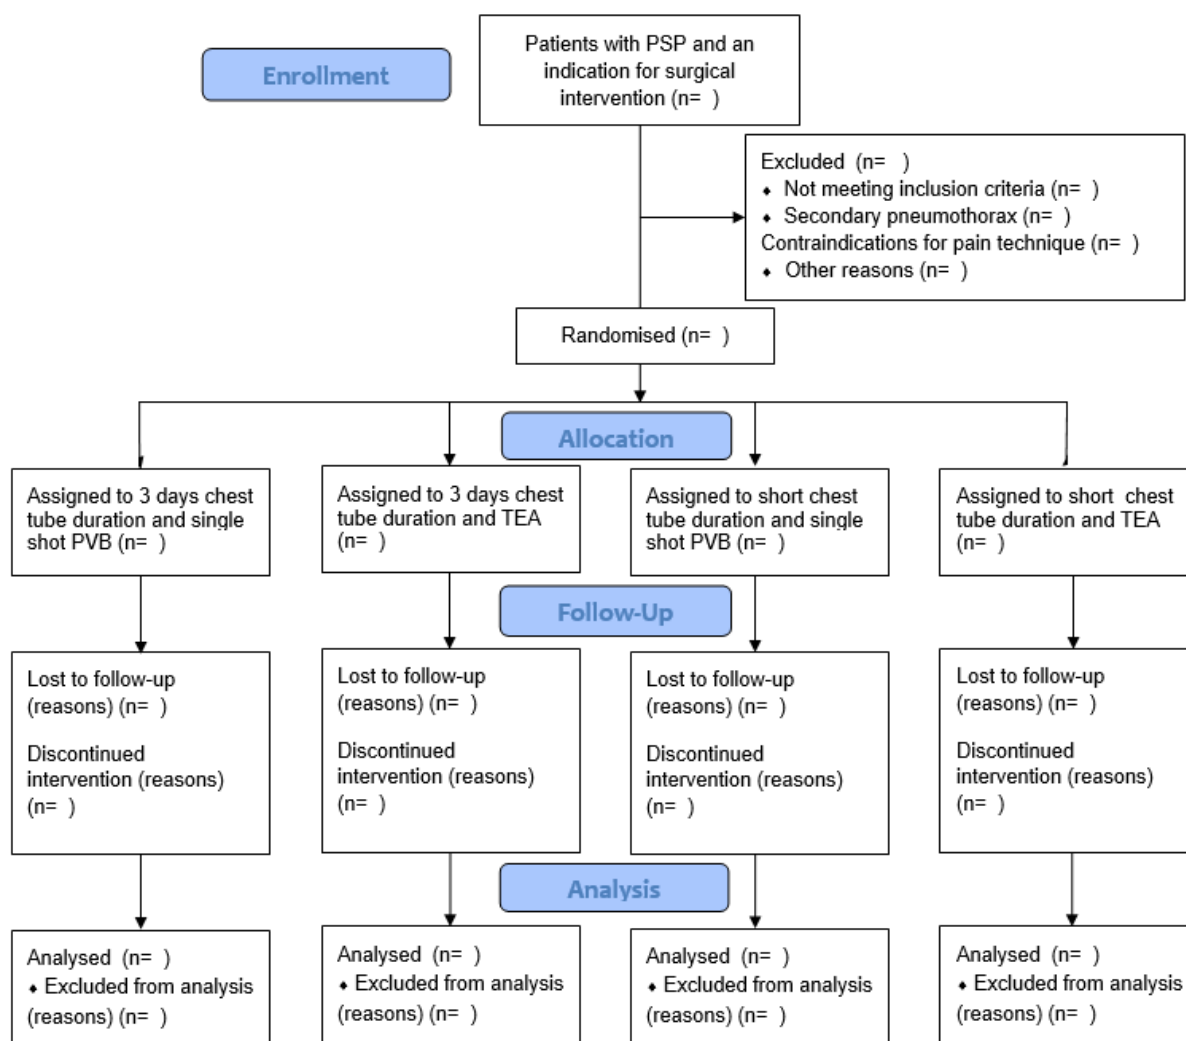 Enrollment
Patients with PSP and an
indication for surgical
intervention (n=  )
Excluded  (n=   )
⬧ Not meeting inclusion criteria (n=  )
⬧ Secondary pneumothorax (n=  )
Contraindications for pain technique (n=  )
⬧ Other reasons (n=  )
Randomised (n=  )
Allocation
Assigned to 3 days chest
tube duration and single
shot PVB (n=  )
Assigned to 3 days chest
tube duration and TEA
(n=  )
Assigned to short chest
tube duration and single
shot PVB (n=  )
Assigned to short  chest
tube duration and TEA
(n=  )
Follow-Up
Lost to follow-up
(reasons) (n=  )
Discontinued
intervention (reasons)
(n=  )
Lost to follow-up
(reasons) (n=  )
Discontinued
intervention (reasons)
(n=  )
Lost to follow-up
(reasons) (n=  )
Discontinued
intervention (reasons)
(n=  )
Lost to follow-up
(reasons) (n=  )
Discontinued
intervention (reasons)
(n=  )
Analysis
Analysed  (n=  )
⬧ Excluded from analysis
(reasons) (n=  )
Analysed  (n=  )
⬧ Excluded from analysis
(reasons) (n=  )
Analysed  (n=  )
⬧ Excluded from analysis
(reasons) (n=  )
Analysed  (n=  )
⬧ Excluded from analysis
(reasons) (n=  )